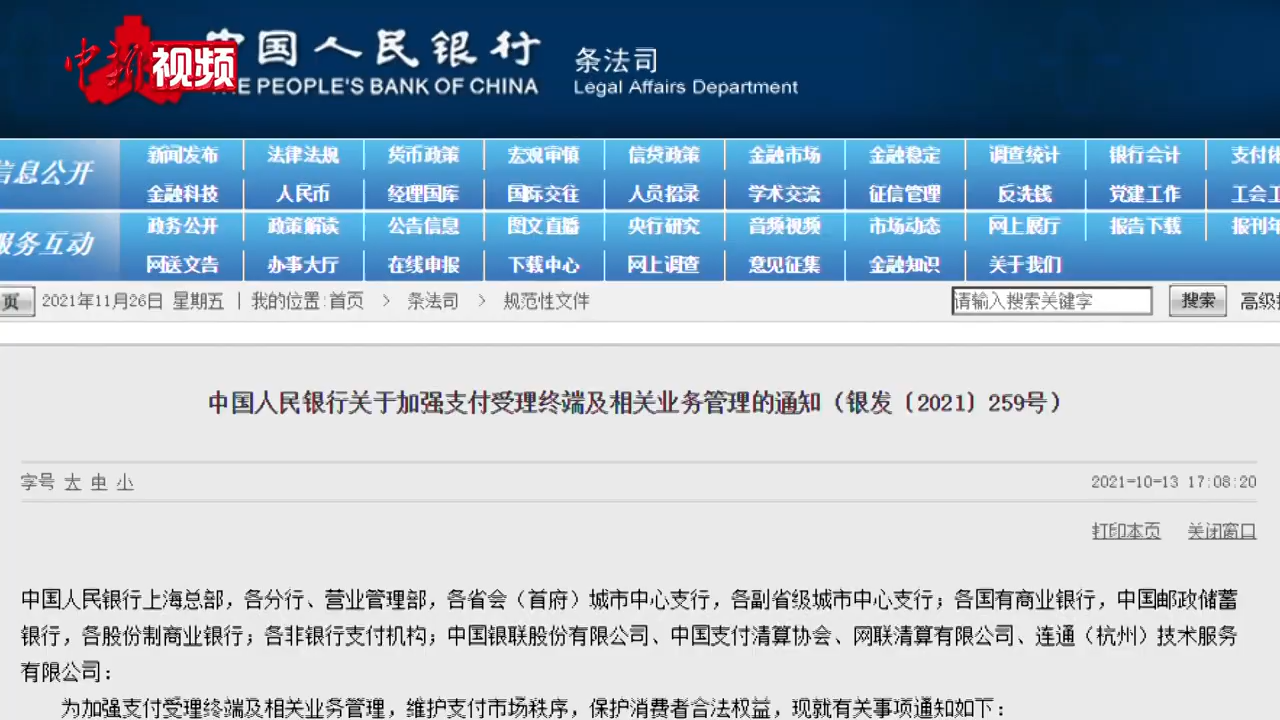 中新视频
中国人民银行 条法司
THE PEOPLE'S BANK OF CHINA Legal Affairs Department
信息公开
新闻发布 法律法规 货币政策 宏观审慎 信贷政策 金融市场 金融稳定 调查统计 银行会计 支付体
金融科技 人民币 经理国库 国际交往 人员招录 学术交流 征信管理 反洗钱 党建工作 工会工
服务互动
政务公开 政策解读 公告信息 图文直播 央行研究 音频视频 市场动态 网上展厅 报告下载 报刊年
网送文告 办事大厅 在线申报 下载中心 网上调查 意见征集 金融知识 关于我们
页 2021年11月26日 星期五 | 我的位置:首页 > 条法司 > 规范性文件 请输入搜索关键字 搜索 高级
中国人民银行关于加强支付受理终端及相关业务管理的通知（银发〔2021〕259号）
字号 大 中 小 2021-10-13 17:08:20
打印本页 关闭窗口
中国人民银行上海总部，各分行、营业管理部，各省会（首府）城市中心支行，各副省级城市中心支行；各国有商业银行，中国邮政储蓄
银行，各股份制商业银行；各非银行支付机构；中国银联股份有限公司、中国支付清算协会、网联清算有限公司、连通（杭州）技术服务
有限公司：
为加强支付受理终端及相关业务管理，维护支付市场秩序，保护消费者合法权益，现就有关事项通知如下：